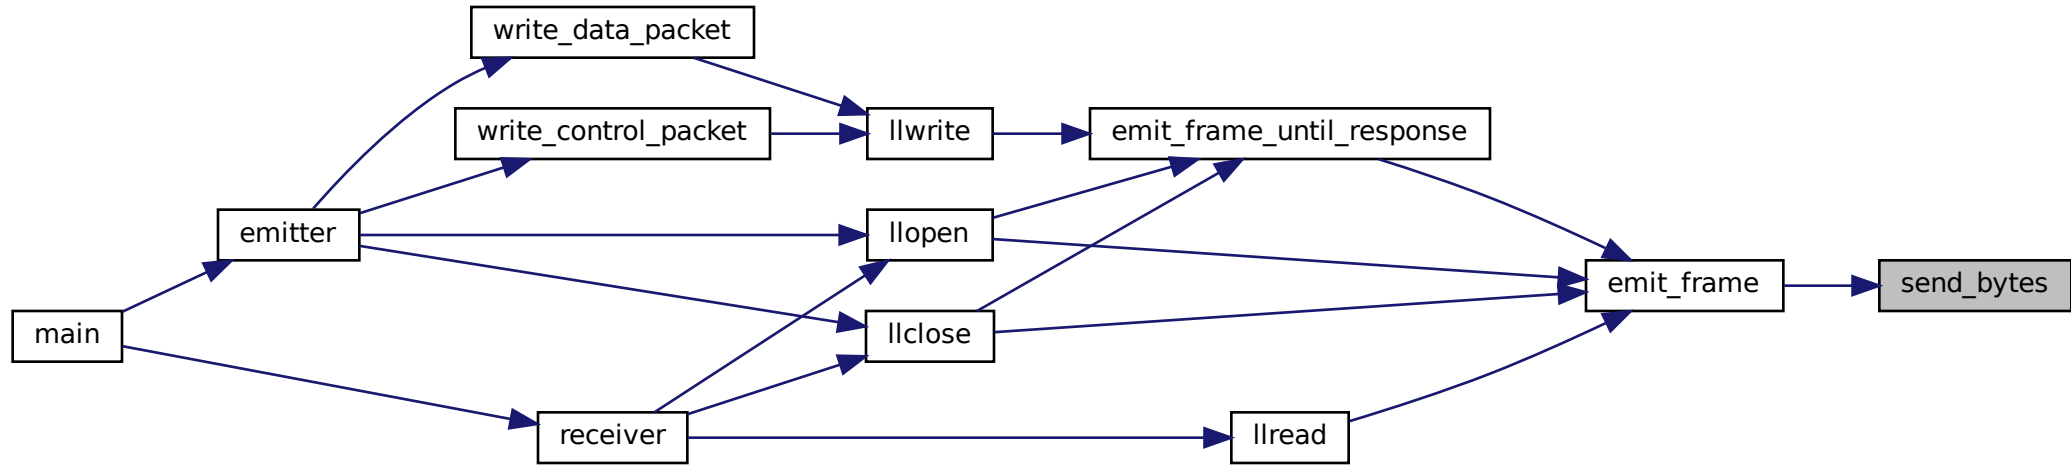 write_data_packet
write_control_packet
llwrite
emit_frame_until_response
emitter
llopen
emit_frame
send_bytes
main
llclose
receiver
llread